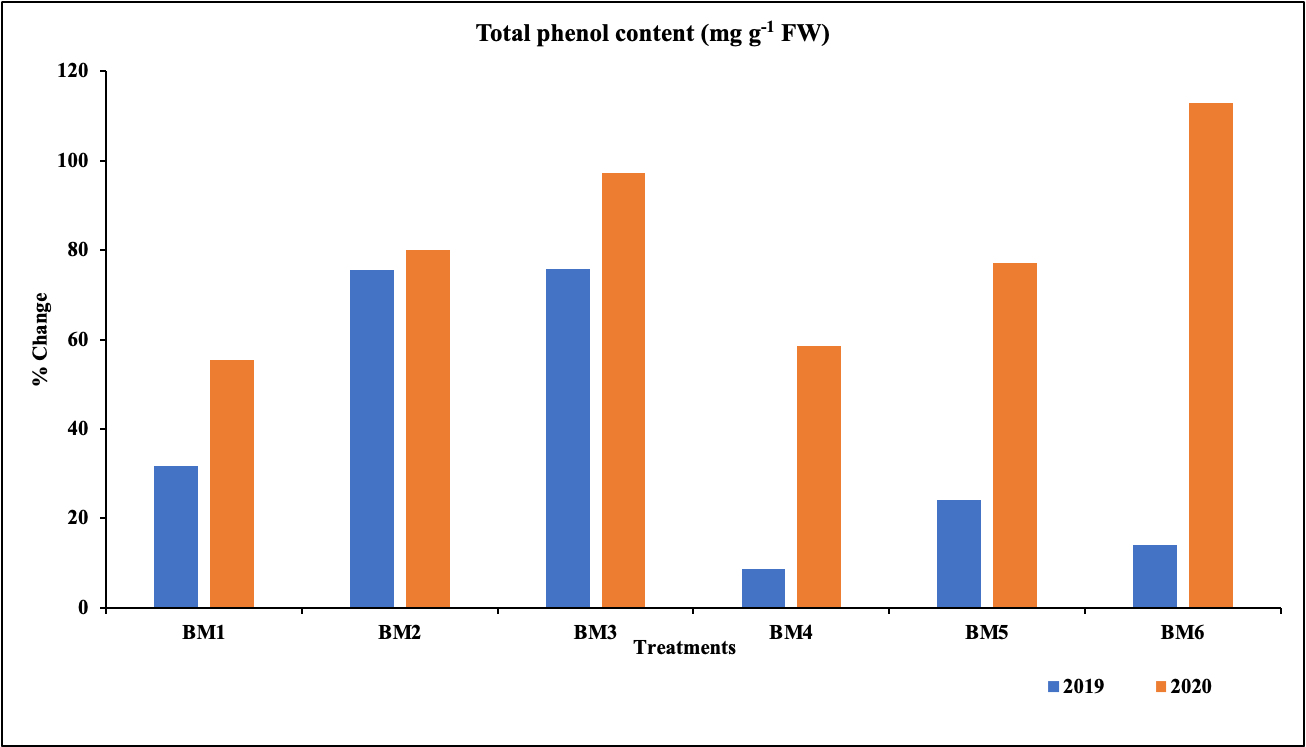 Total phenol content (mg g⁻¹ FW)
120
100
80
60
40
20
0
% Change
BM1 BM2 BM3 BM4 BM5 BM6
Treatments
2019 2020